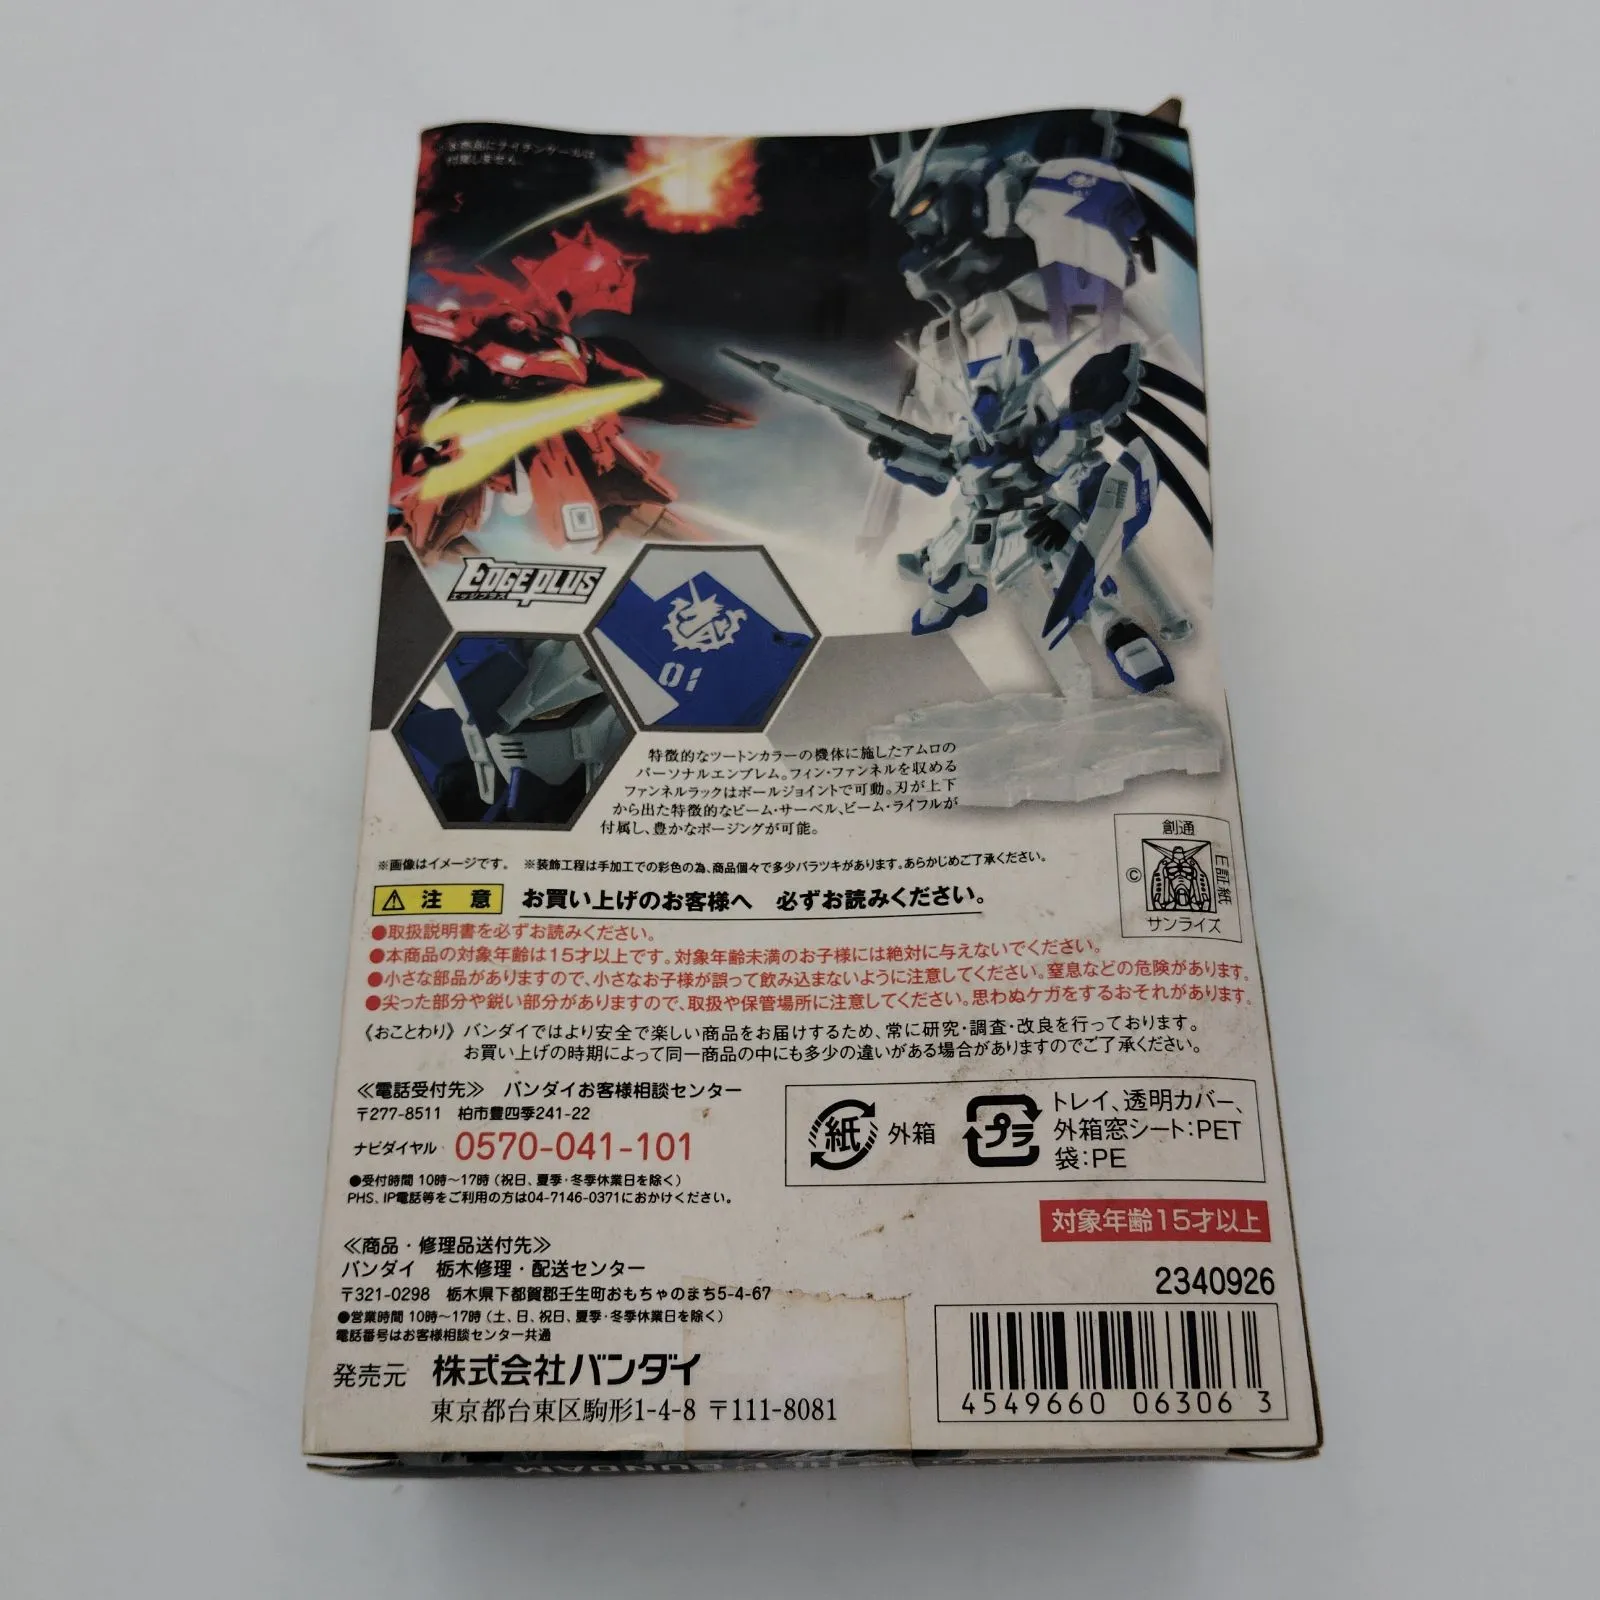 ※商品にナイチンゲールは
付属しません。
EDGE PLUS
エッジプラス
01
特徴的なツートンカラーの機体に施したアムロの
パーソナルエンブレム。フィン・ファンネルを収める
ファンネルラックはボールジョイントで可動。刃が上下
から出た特徴的なビーム・サーベル、ビーム・ライフルが
付属し、豊かなポージングが可能。
※画像はイメージです。 ※装飾工程は手加工での彩色の為、商品個々で多少バラツキがあります。あらかじめご了承ください。
創通
©
サンライズ
証紙
注意 お買い上げのお客様へ 必ずお読みください。
●取扱説明書を必ずお読みください。
●本商品の対象年齢は15才以上です。対象年齢未満のお子様には絶対に与えないでください。
●小さな部品がありますので、小さなお子様が誤って飲み込まないように注意してください。窒息などの危険があります。
●尖った部分や鋭い部分がありますので、取扱や保管場所に注意してください。思わぬケガをするおそれがあります。
《おことわり》バンダイではより安全で楽しい商品をお届けするため、常に研究・調査・改良を行っております。
お買い上げの時期によって同一商品の中にも多少の違いがある場合がありますのでご了承ください。
≪電話受付先≫ バンダイお客様相談センター
〒277-8511 柏市豊四季241-22
ナビダイヤル 0570-041-101
●受付時間 10時〜17時 (祝日、夏季・冬季休業日を除く)
PHS、IP電話等をご利用の方は04-7146-0371におかけください。
紙 外箱
プラ トレイ、透明カバー、
外箱窓シート:PET
袋:PE
対象年齢15才以上
≪商品・修理品送付先≫
バンダイ 栃木修理・配送センター
〒321-0298 栃木県下都賀郡壬生町おもちゃのまち5-4-67
●営業時間 10時〜17時 (土、日、祝日、夏季・冬季休業日を除く)
電話番号はお客様相談センター共通
発売元 株式会社バンダイ
東京都台東区駒形1-4-8 〒111-8081
2340926
4549660 06306 3
GUNDAM